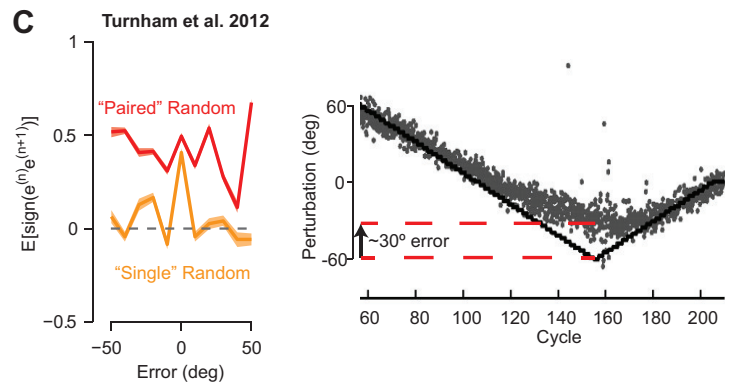 C
Turnham et al. 2012
E[sign(e(n)e(n+1))]
1
0.5
0
−0.5
“Paired” Random
“Single” Random
−50
0
50
Error (deg)
Perturbation (deg)
60
0
-60
~30º error
60
80
100
120
140
160
180
200
Cycle